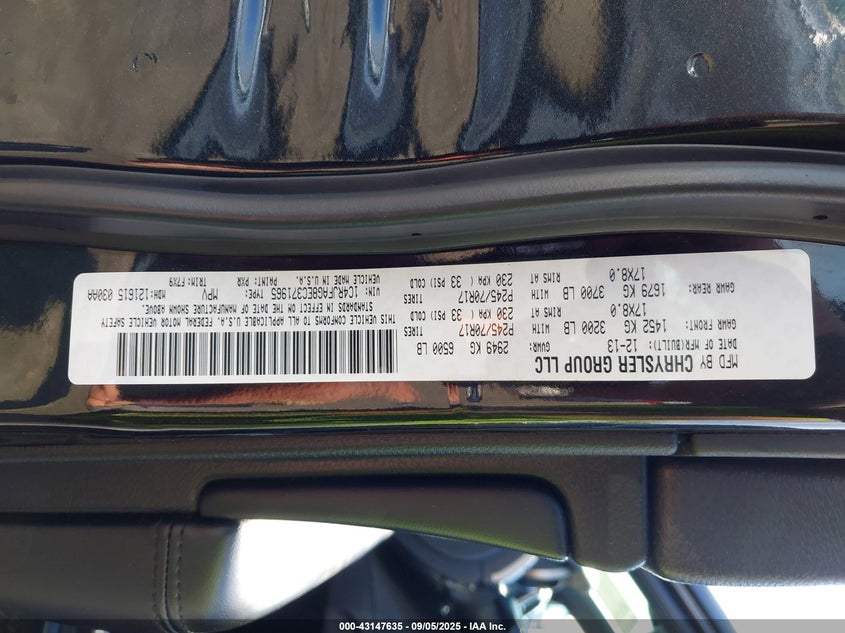 MFD BY CHRYSLER GROUP LLC
DATE OF MFR(BUILT): 12-13 GVWR: 2949 KG 6500 LB
GAWR FRONT: 1452 KG 3200 LB WITH P245/70R17 TIRES
17X8.0 RIMS AT 230 KPA ( 33 PSI) COLD
GAWR REAR: 1679 KG 3700 LB WITH P245/70R17 TIRES
17X8.0 RIMS AT 230 KPA ( 33 PSI) COLD
THIS VEHICLE CONFORMS TO ALL APPLICABLE U.S.A. FEDERAL MOTOR VEHICLE SAFETY
STANDARDS IN EFFECT ON THE DATE OF MANUFACTURE SHOWN ABOVE.
VIN: 1C4RJFAG8EC371965 TYPE: MPV MDH:121615 030AA
VEHICLE MADE IN U.S.A. PAINT: PXR TRIM: F7X9
000-43147635 - 09/05/2025 - IAA Inc.